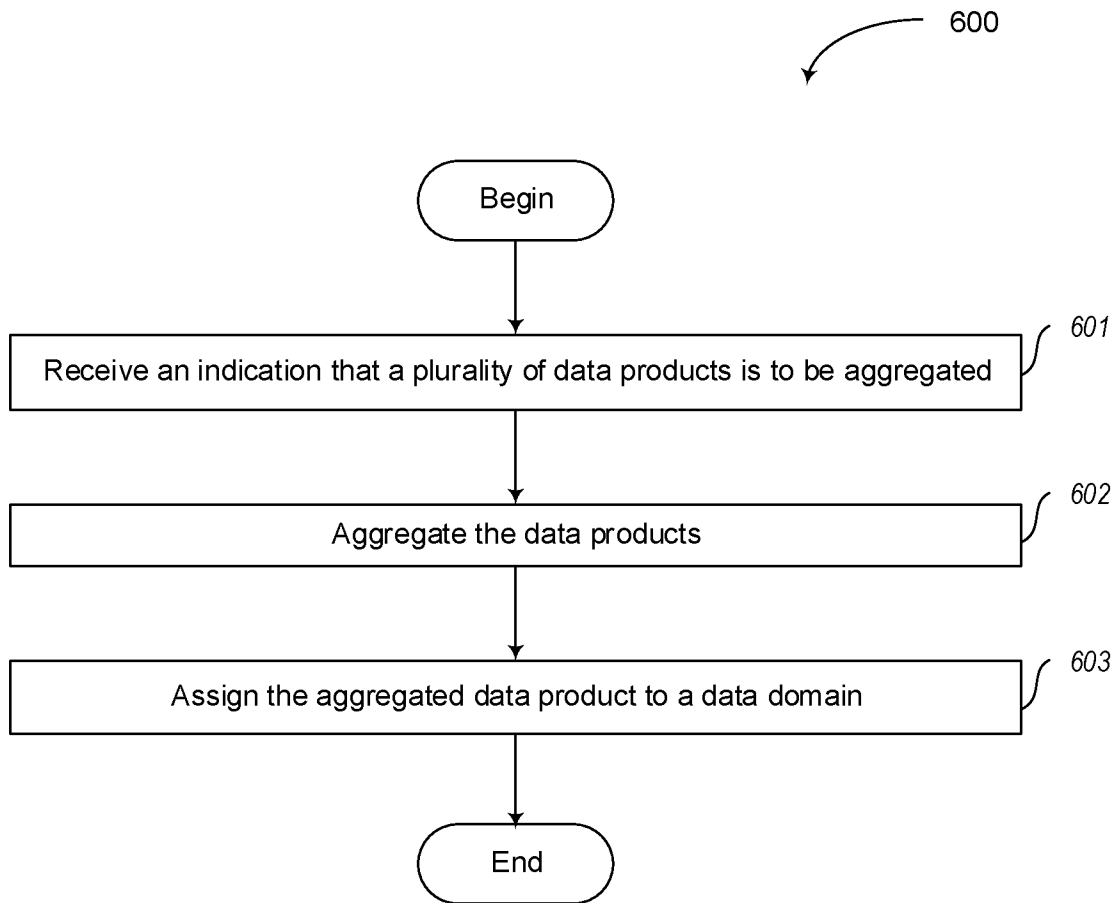 600
Begin
601
Receive an indication that a plurality of data products is to be aggregated
602
Aggregate the data products
603
Assign the aggregated data product to a data domain
End